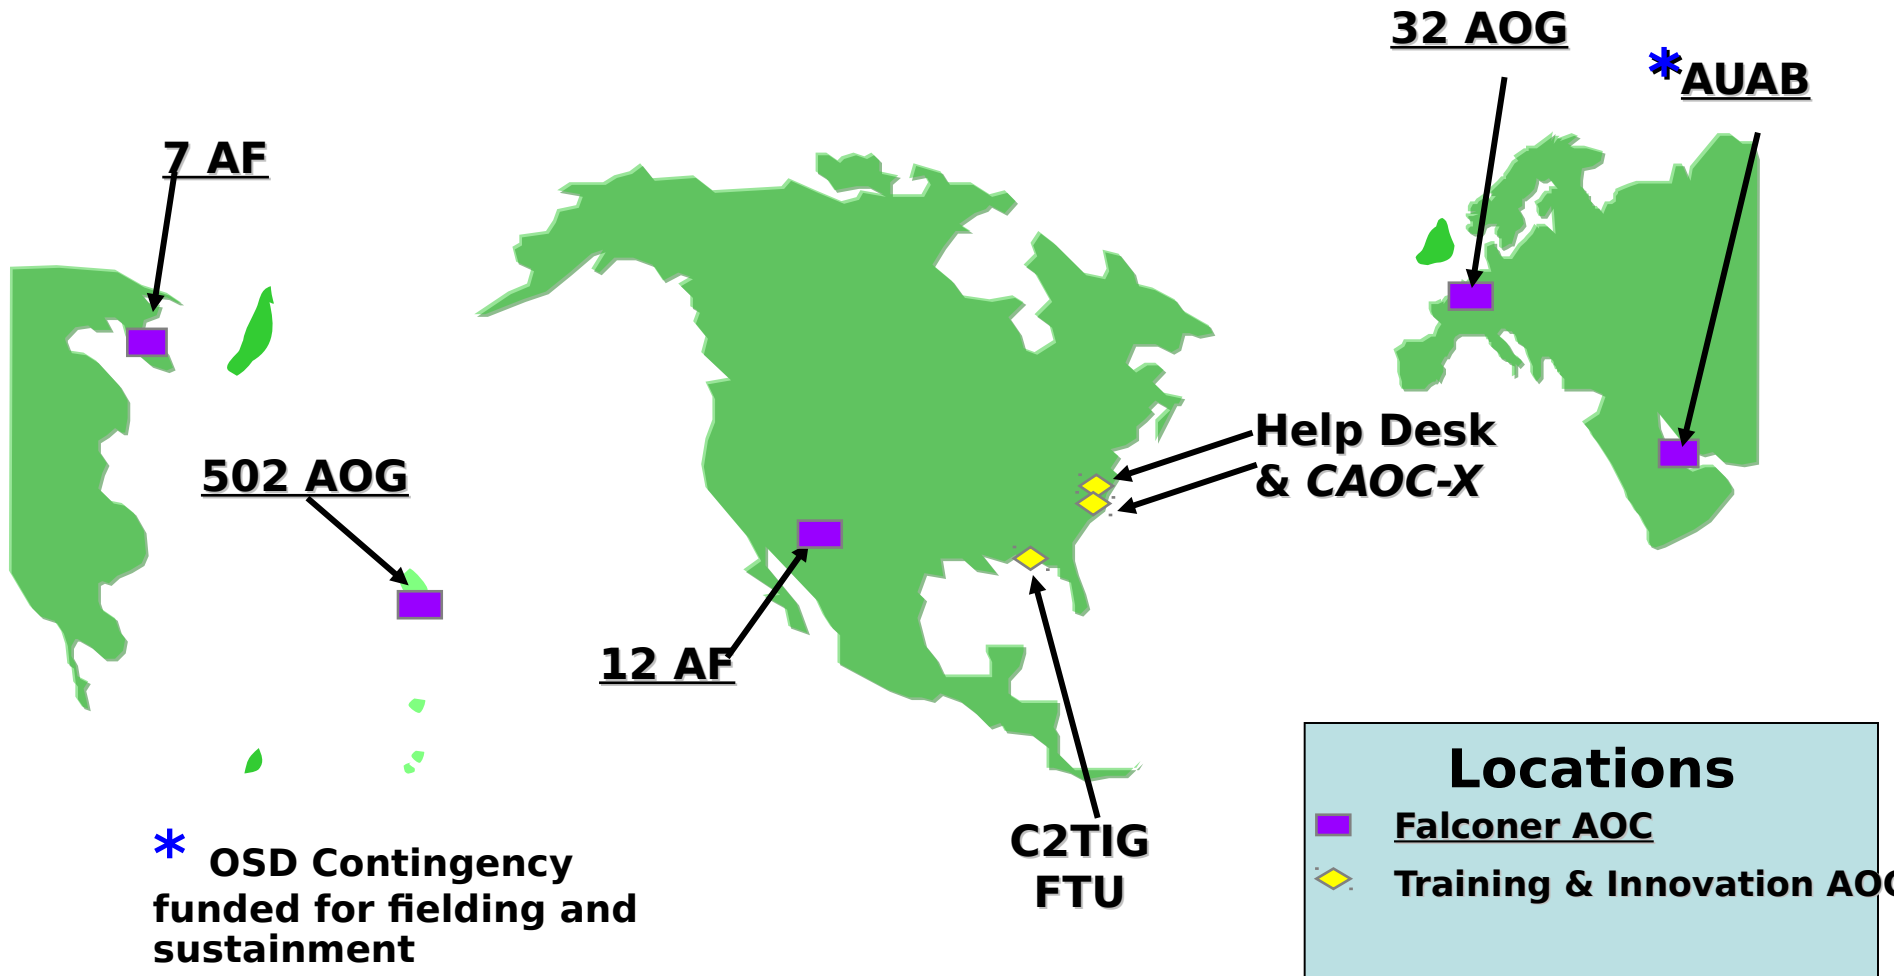 32 AOG
*AUAB
7 AF
Help Desk
& CAOC-X
502 AOG
12 AF
C2TIG
FTU
* OSD Contingency
funded for fielding and
sustainment
Locations
Falconer AOC
Training & Innovation AOC